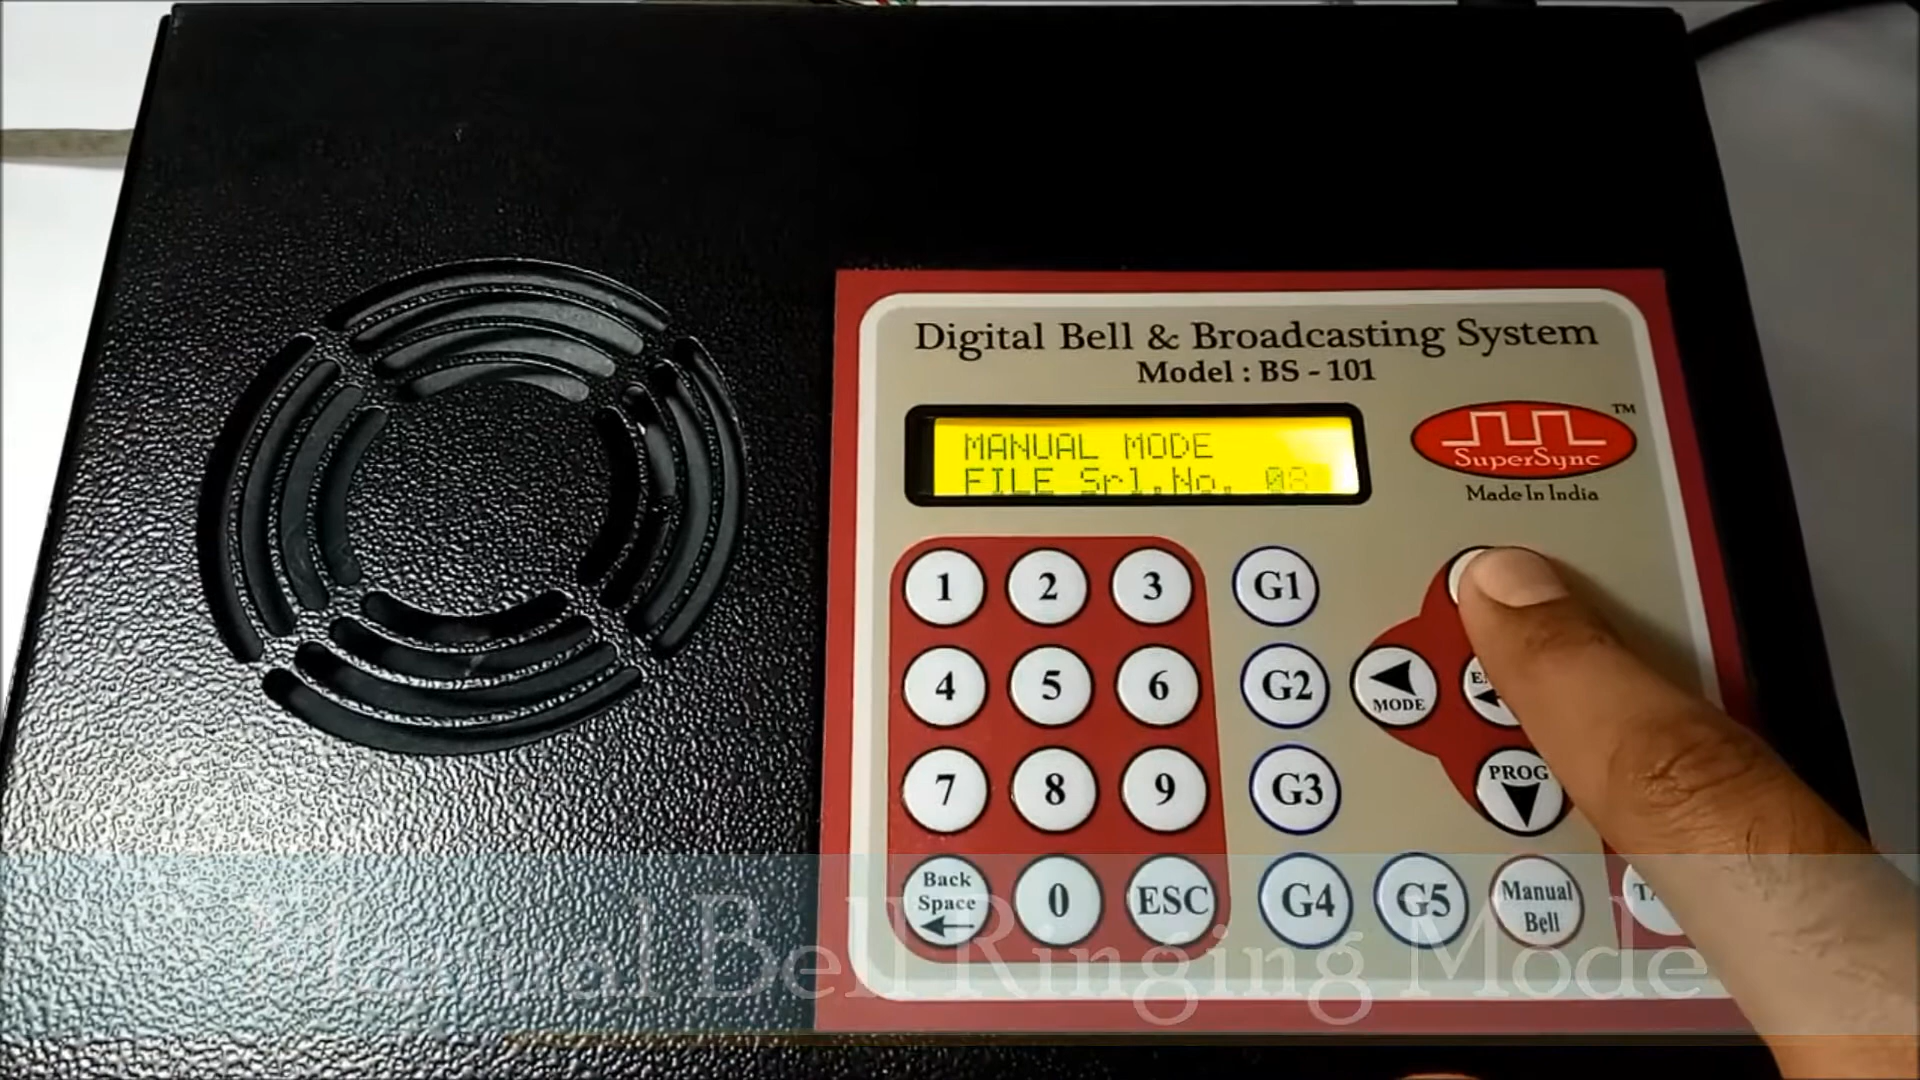 Digital Bell & Broadcasting System
Model : BS - 101
MANUAL MODE
FILE Srl.No. 08
TM
SuperSync
Made In India
1 2 3 G1
4 5 6 G2 MODE
7 8 9 G3 PROG
Back Space 0 ESC G4 G5 Manual Bell
Manual Bell Ringing Mode